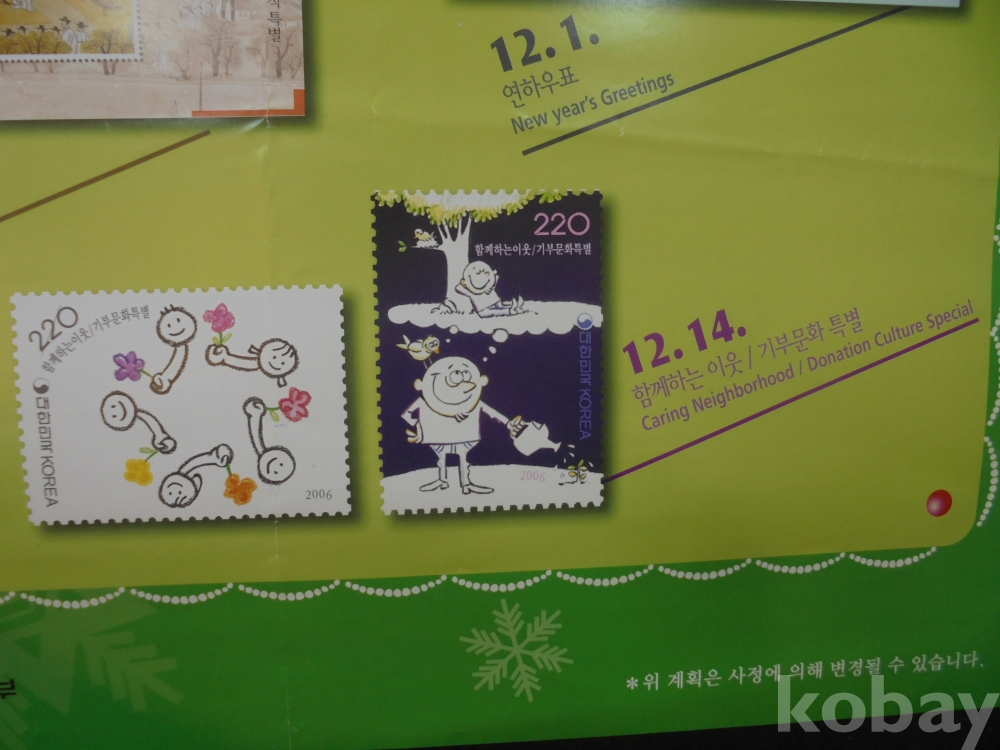 특별
12.1.
연하우표
New year's Greetings
220
함께하는이웃/기부문화특별
대한민국 KOREA
2006
220
함께하는이웃/기부문화특별
대한민국 KOREA
2006
12.14.
함께하는 이웃 / 기부문화 특별
Caring Neighborhood / Donation Culture Special
*위 계획은 사정에 의해 변경될 수 있습니다.
kobay